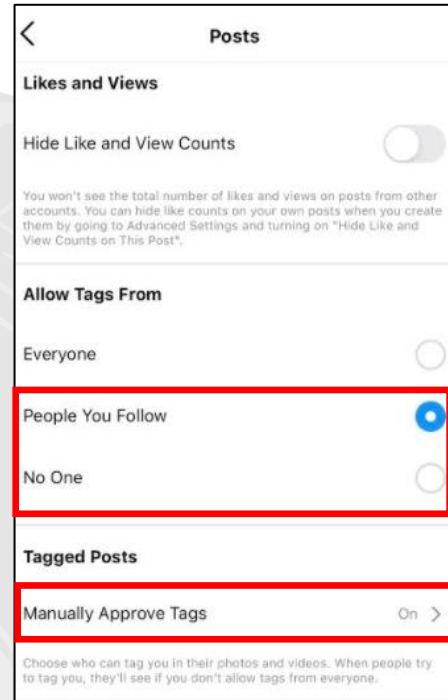 Posts
Likes and Views
Hide Like and View Counts
You won't see the total number of likes and views on posts from other
accounts. You can hide like counts on your own posts when you create
them by going to Advanced Settings and turning on "Hide Like and
View Counts on This Post".
Allow Tags From
Everyone
People You Follow
No One
Tagged Posts
Manually Approve Tags On
Choose who can tag you in their photos and videos. When people try
to tag you, they'll see if you don't allow tags from everyone.